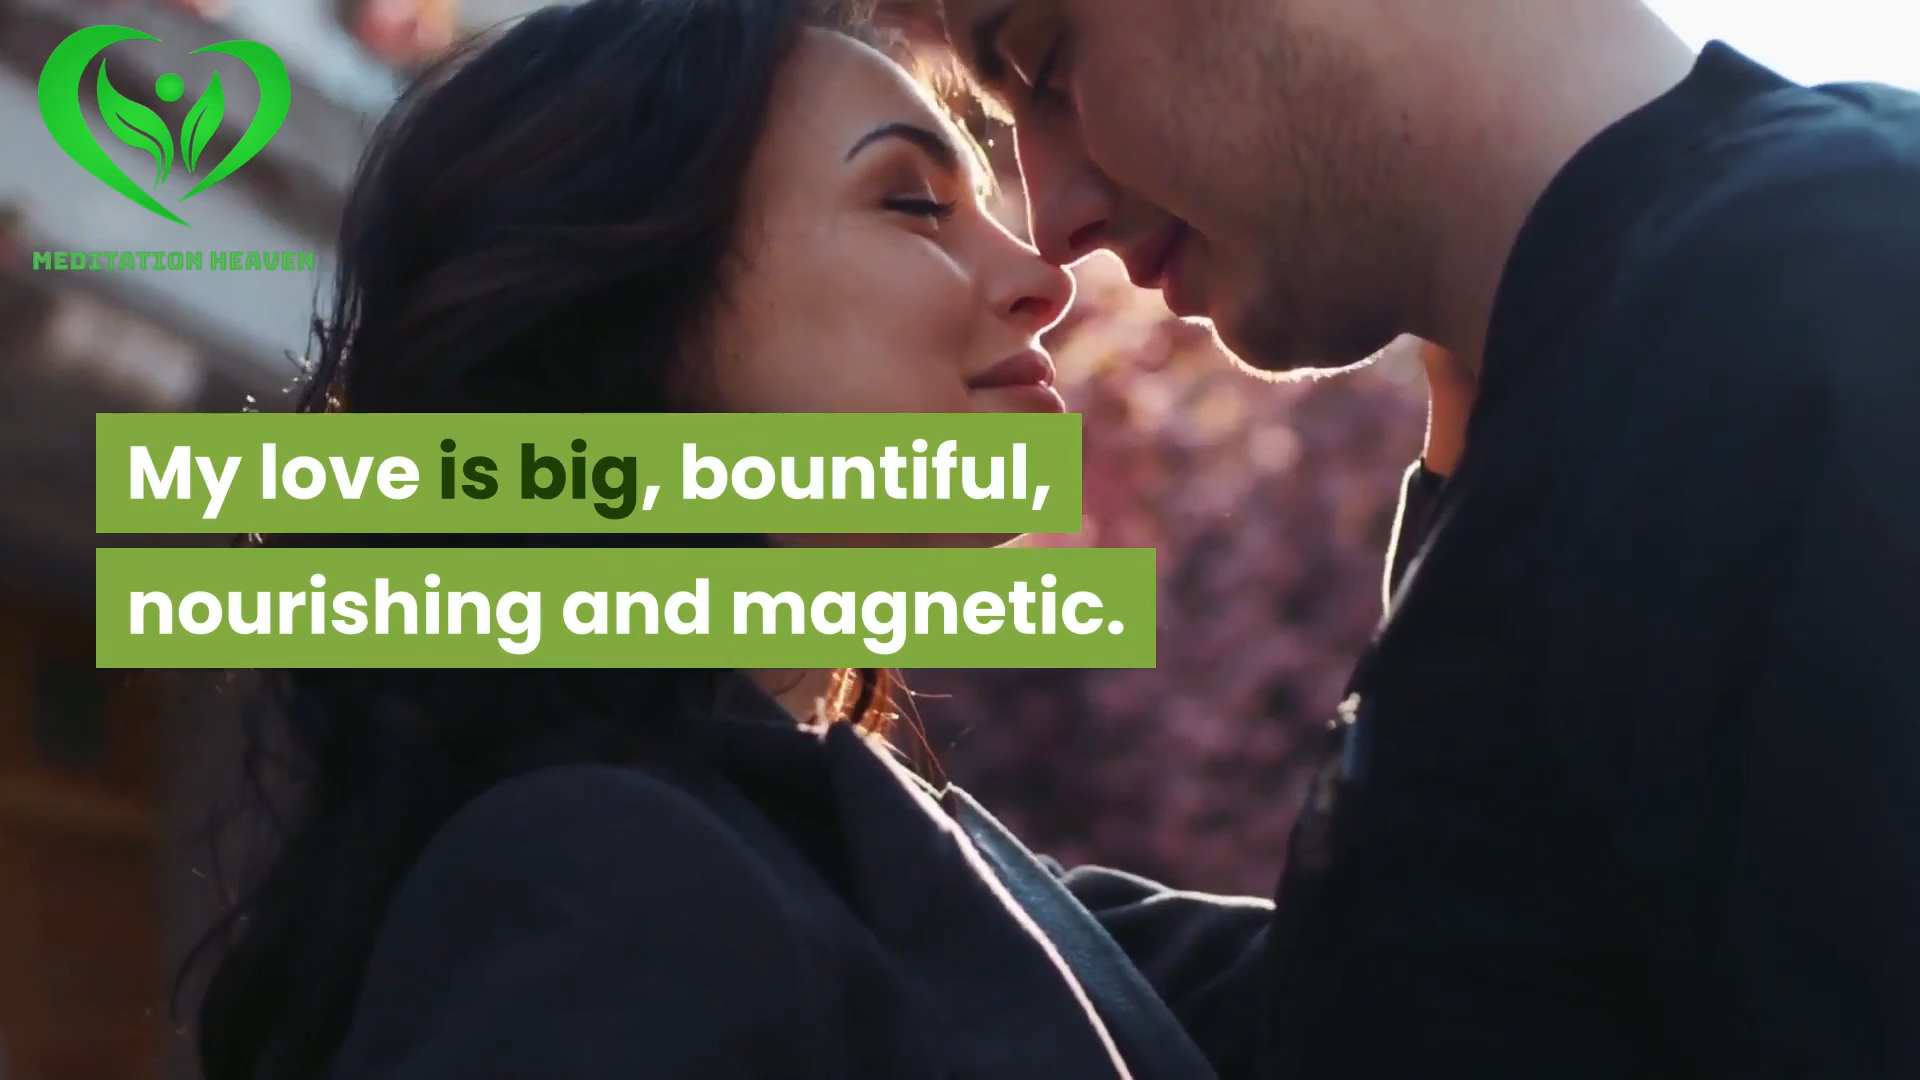 MEDITATION HEAVEN
My love is big, bountiful,
nourishing and magnetic.